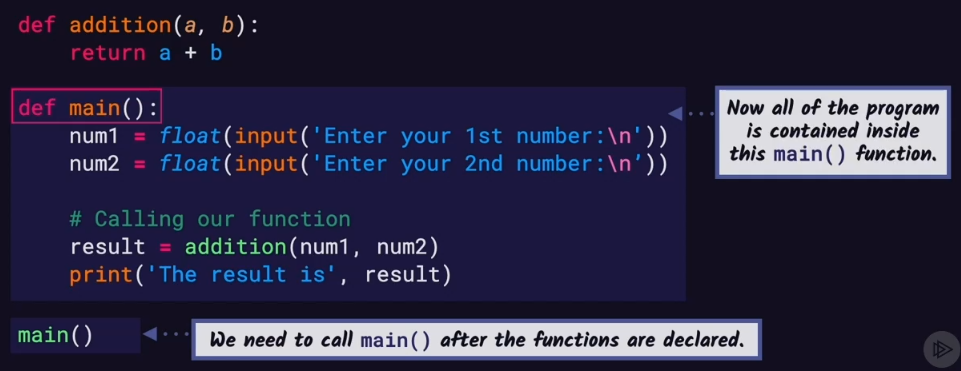 def addition(a, b):
    return a + b
def main():
    num1 = float(input('Enter your 1st number:\n'))
    num2 = float(input('Enter your 2nd number:\n’))
    # Calling our function
    result = addition(num1, num2)
    print('The result is', result)
Now all of the program
is contained inside
this main() function.
main()
We need to call main() after the functions are declared.